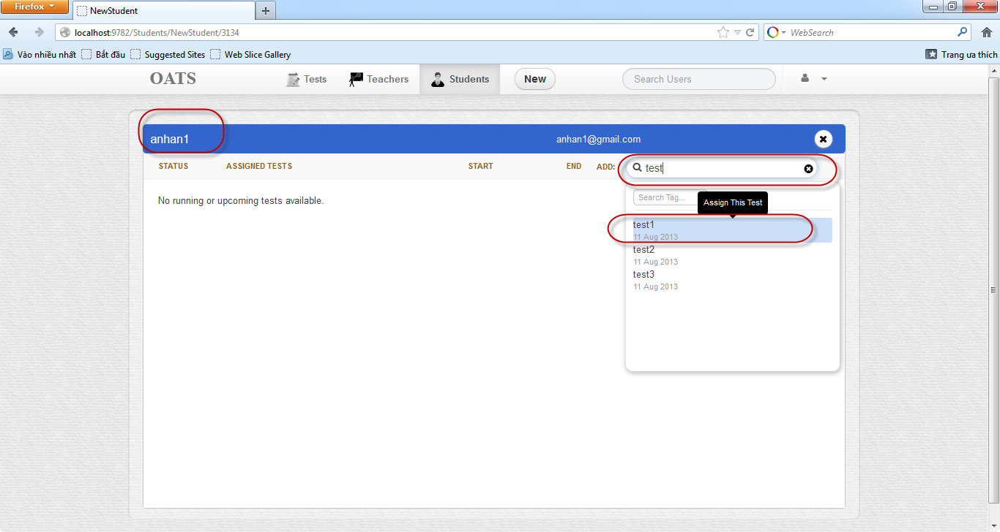 Firefox
NewStudent
localhost:9782/Students/NewStudent/3134
WebSearch
Vào nhiều nhất
Bắt đầu
Suggested Sites
Web Slice Gallery
Trang ưa thích
OATS
Tests
Teachers
Students
New
Search Users
anhan1
anhan1@gmail.com
STATUS
ASSIGNED TESTS
START
END
ADD:
test
No running or upcoming tests available.
Search Tag...
Assign This Test
test1
11 Aug 2013
test2
11 Aug 2013
test3
11 Aug 2013